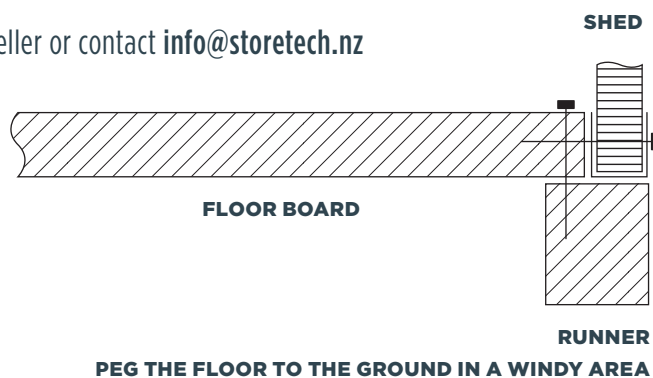 SHED
eller or contact info@storetech.nz
FLOOR BOARD
RUNNER
PEG THE FLOOR TO THE GROUND IN A WINDY AREA